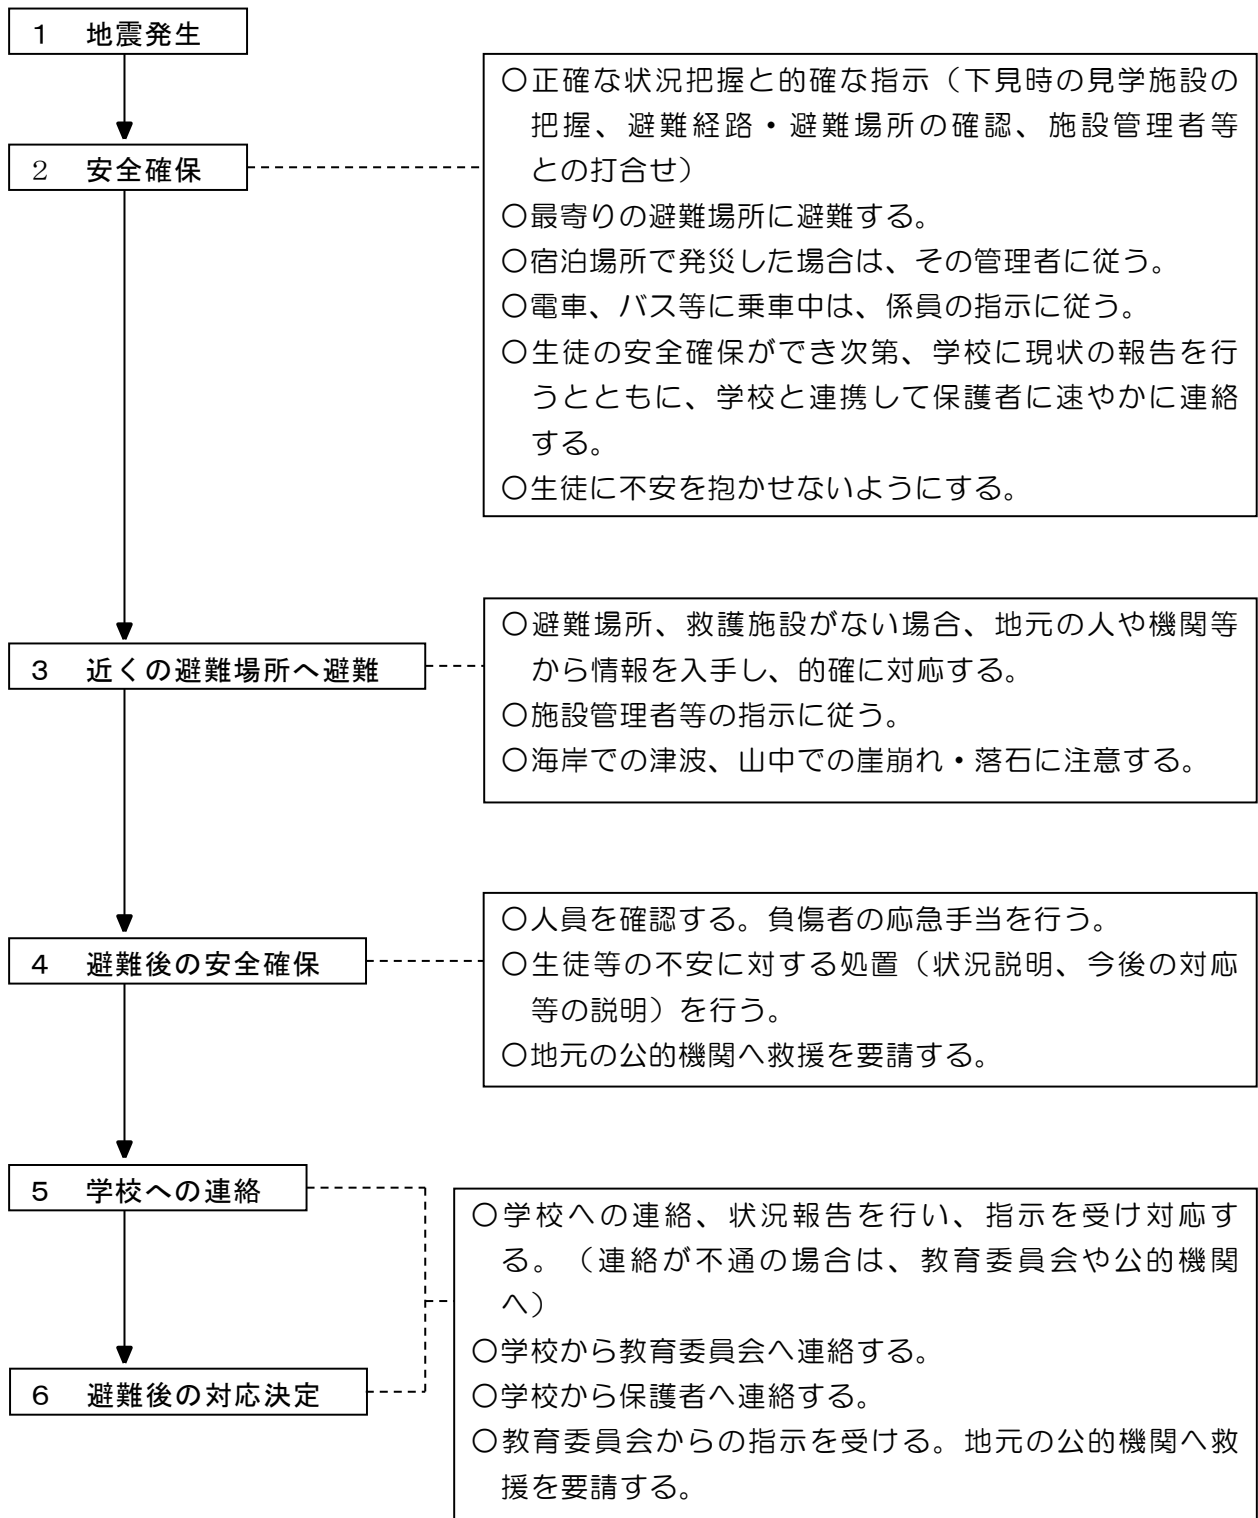 1　地震発生
2　安全確保
〇正確な状況把握と的確な指示（下見時の見学施設の
把握、避難経路・避難場所の確認、施設管理者等
との打合せ）
〇最寄りの避難場所に避難する。
〇宿泊場所で発災した場合は、その管理者に従う。
〇電車、バス等に乗車中は、係員の指示に従う。
〇生徒の安全確保ができ次第、学校に現状の報告を行
うとともに、学校と連携して保護者に速やかに連絡
する。
〇生徒に不安を抱かせないようにする。
3　近くの避難場所へ避難
〇避難場所、救護施設がない場合、地元の人や機関等
から情報を入手し、的確に対応する。
〇施設管理者等の指示に従う。
〇海岸での津波、山中での崖崩れ・落石に注意する。
4　避難後の安全確保
〇人員を確認する。負傷者の応急手当を行う。
〇生徒等の不安に対する処置（状況説明、今後の対応
等の説明）を行う。
〇地元の公的機関へ救援を要請する。
5　学校への連絡
6　避難後の対応決定
〇学校への連絡、状況報告を行い、指示を受け対応す
る。（連絡が不通の場合は、教育委員会や公的機関
へ）
〇学校から教育委員会へ連絡する。
〇学校から保護者へ連絡する。
〇教育委員会からの指示を受ける。地元の公的機関へ救
援を要請する。